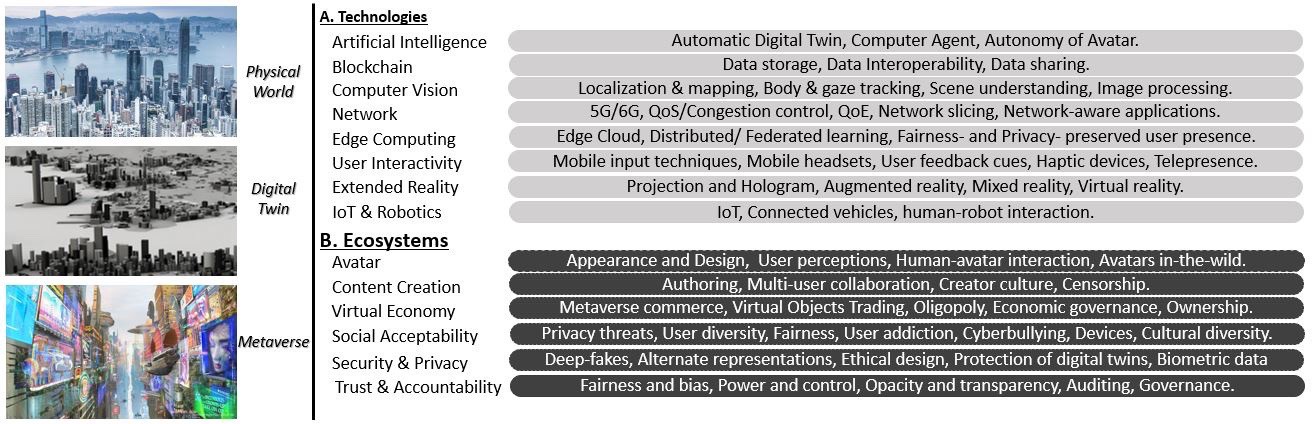 Physical
World
Digital
Twin
Metaverse
A. Technologies
Artificial Intelligence Automatic Digital Twin, Computer Agent, Autonomy of Avatar.
Blockchain Data storage, Data Interoperability, Data sharing.
Computer Vision Localization & mapping, Body & gaze tracking, Scene understanding, Image processing.
Network 5G/6G, QoS/Congestion control, QoE, Network slicing, Network-aware applications.
Edge Computing Edge Cloud, Distributed/ Federated learning, Fairness- and Privacy- preserved user presence.
User Interactivity Mobile input techniques, Mobile headsets, User feedback cues, Haptic devices, Telepresence.
Extended Reality Projection and Hologram, Augmented reality, Mixed reality, Virtual reality.
IoT & Robotics IoT, Connected vehicles, human-robot interaction.
B. Ecosystems
Avatar Appearance and Design, User perceptions, Human-avatar interaction, Avatars in-the-wild.
Content Creation Authoring, Multi-user collaboration, Creator culture, Censorship.
Virtual Economy Metaverse commerce, Virtual Objects Trading, Oligopoly, Economic governance, Ownership.
Social Acceptability Privacy threats, User diversity, Fairness, User addiction, Cyberbullying, Devices, Cultural diversity.
Security & Privacy Deep-fakes, Alternate representations, Ethical design, Protection of digital twins, Biometric data
Trust & Accountability Fairness and bias, Power and control, Opacity and transparency, Auditing, Governance.